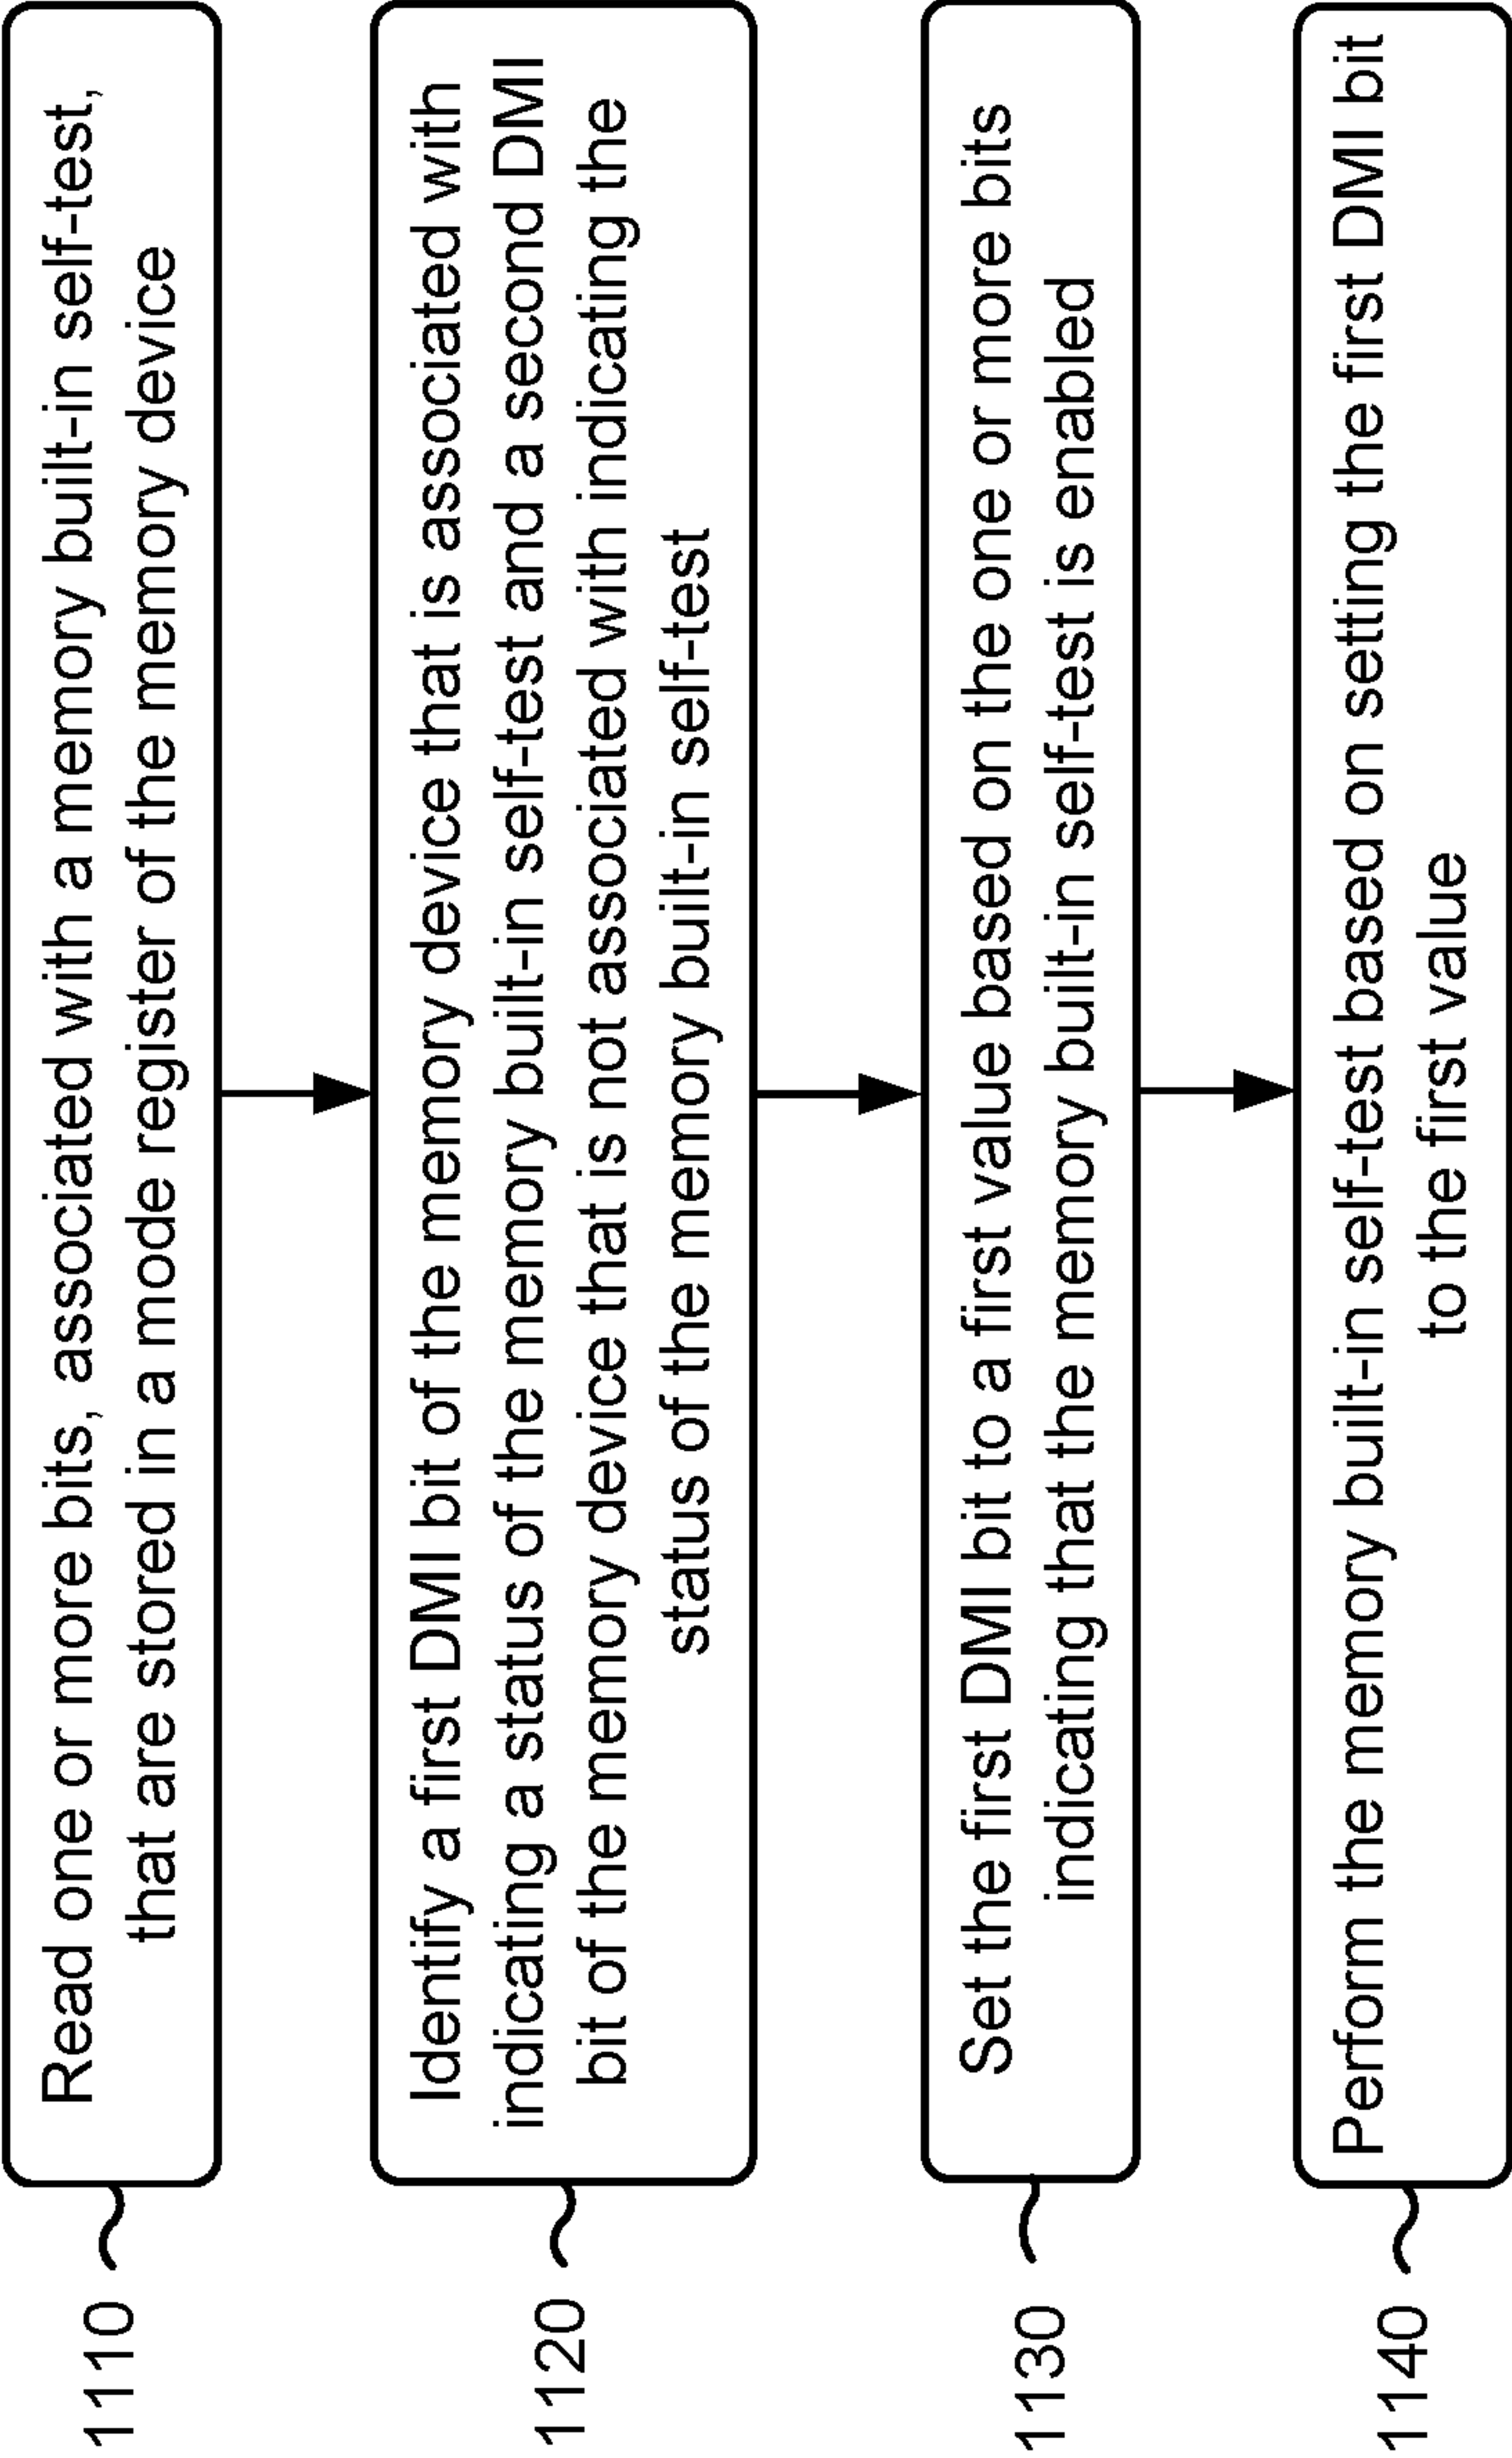 1110
Read one or more bits, associated with a memory built-in self-test,
that are stored in a mode register of the memory device
1120
Identify a first DMI bit of the memory device that is associated with
indicating a status of the memory built-in self-test and a second DMI
bit of the memory device that is not associated with indicating the
status of the memory built-in self-test
1130
Set the first DMI bit to a first value based on the one or more bits
indicating that the memory built-in self-test is enabled
1140
Perform the memory built-in self-test based on setting the first DMI bit
to the first value